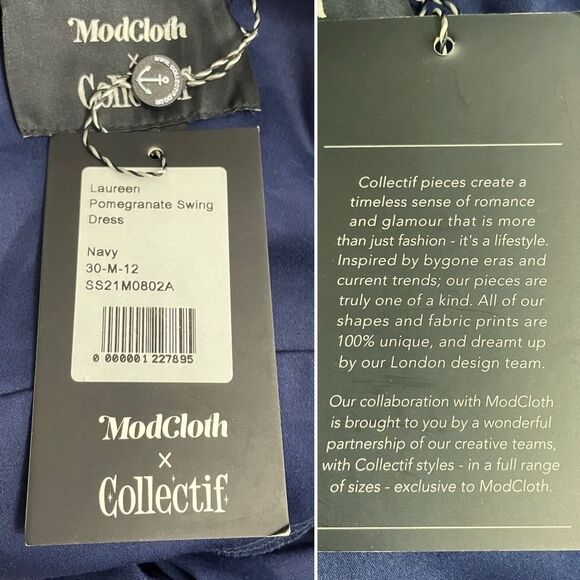 ModCloth
x
Collectif
WWW.COLLECTIF.CO.UK
Laureen
Pomegranate Swing
Dress
Navy
30-M-12
SS21M0802A
0 000001 227895
ModCloth
x
Collectif
Collectif pieces create a
timeless sense of romance
and glamour that is more
than just fashion - it's a lifestyle.
Inspired by bygone eras and
current trends; our pieces are
truly one of a kind. All of our
shapes and fabric prints are
100% unique, and dreamt up
by our London design team.
Our collaboration with ModCloth
is brought to you by a wonderful
partnership of our creative teams,
with Collectif styles - in a full range
of sizes - exclusive to ModCloth.